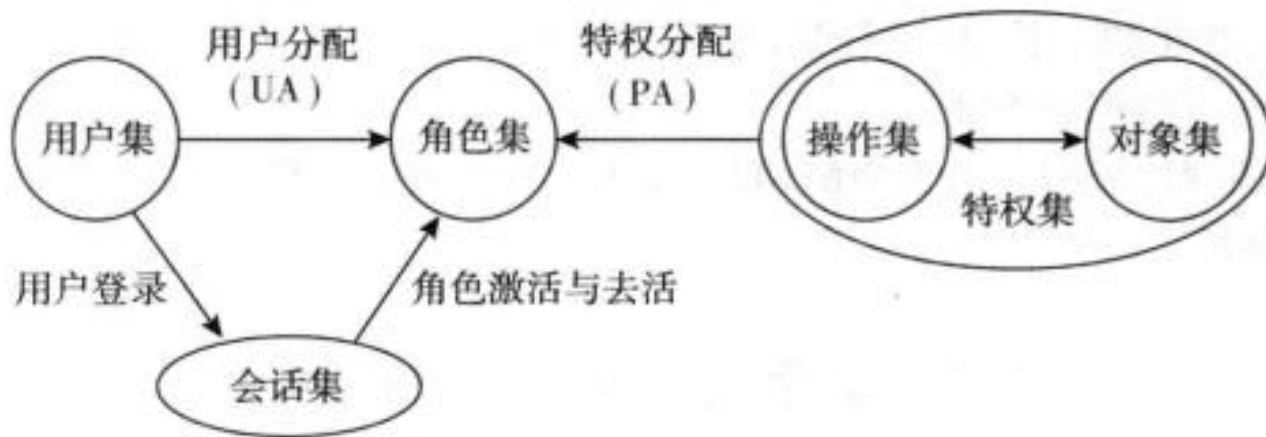 用户分配
(UA)
特权分配
(PA)
用户集
角色集
操作集
对象集
特权集
用户登录
角色激活与去活
会话集